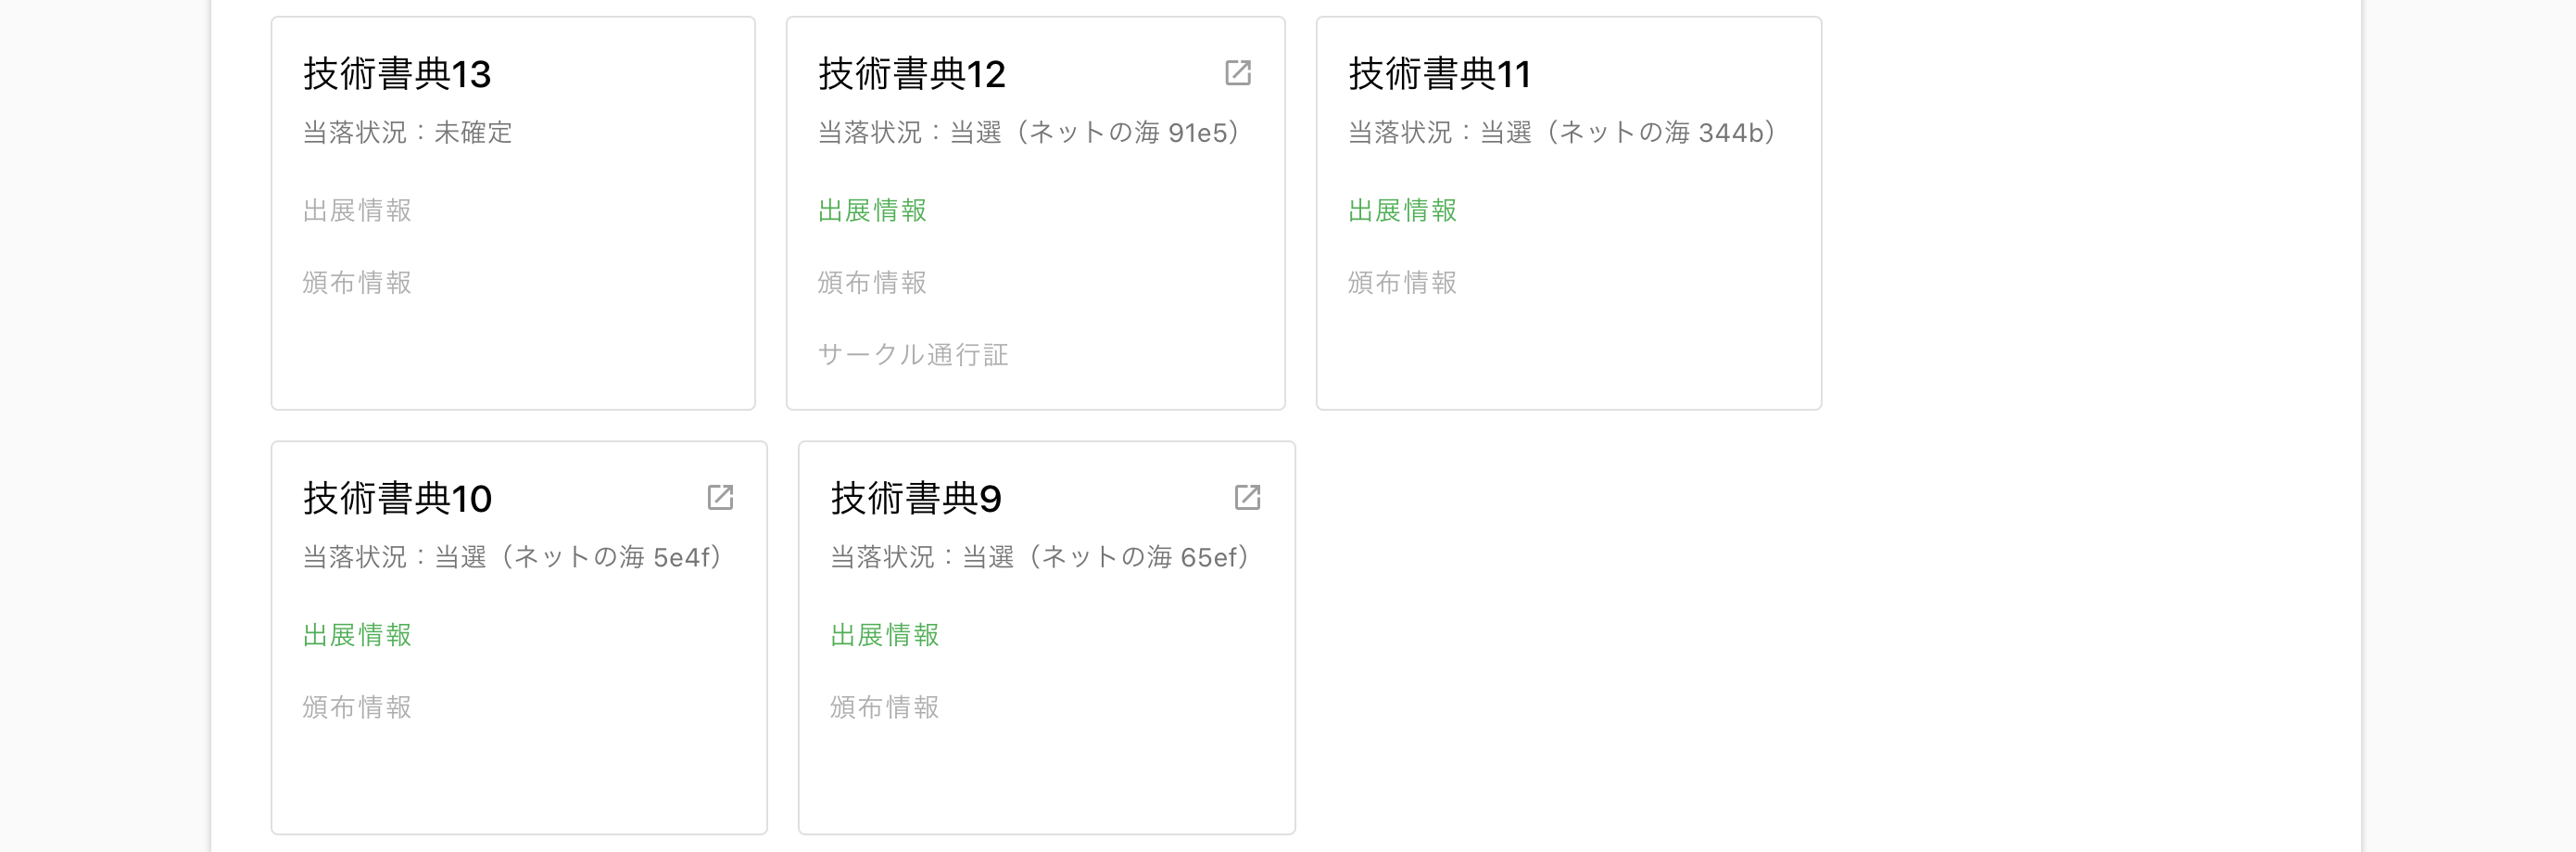 技術書典13
当落状況：未確定
出展情報
頒布情報
技術書典12
当落状況：当選（ネットの海 91e5）
出展情報
頒布情報
サークル通行証
技術書典11
当落状況：当選（ネットの海 344b）
出展情報
頒布情報
技術書典10
当落状況：当選（ネットの海 5e4f）
出展情報
頒布情報
技術書典9
当落状況：当選（ネットの海 65ef）
出展情報
頒布情報